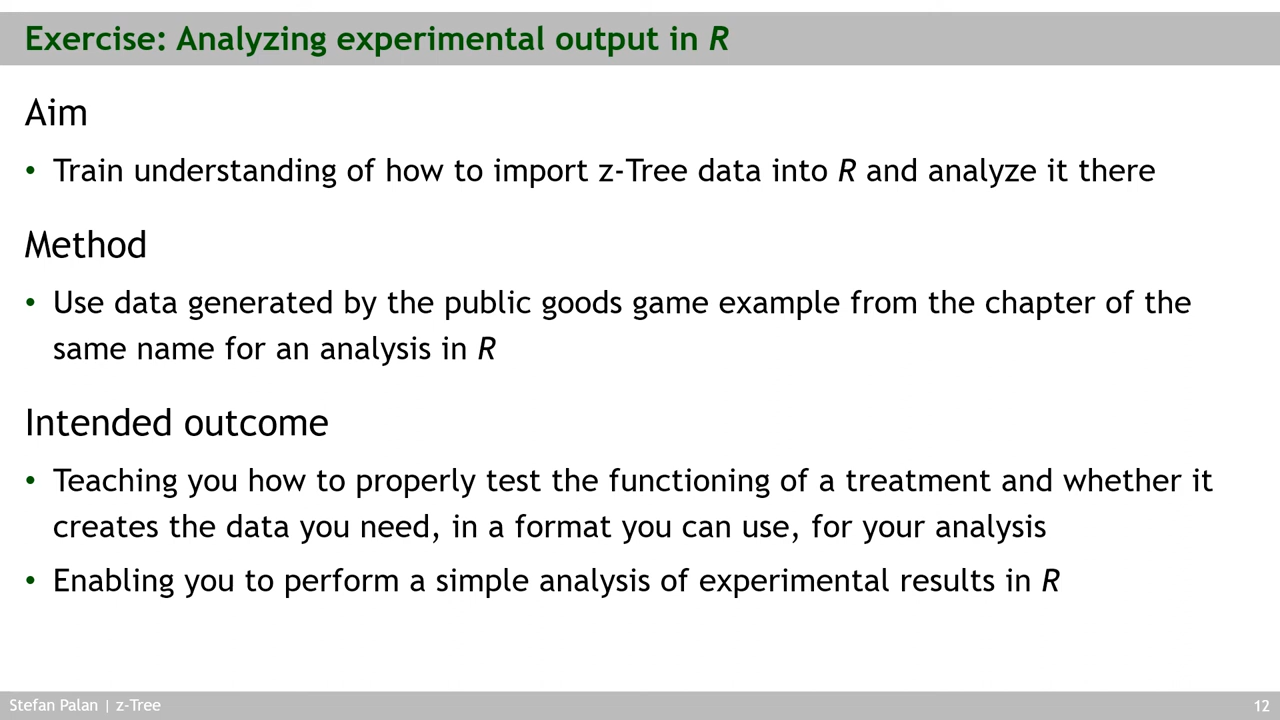 Exercise: Analyzing experimental output in R
Aim
• Train understanding of how to import z-Tree data into R and analyze it there
Method
• Use data generated by the public goods game example from the chapter of the
same name for an analysis in R
Intended outcome
• Teaching you how to properly test the functioning of a treatment and whether it
creates the data you need, in a format you can use, for your analysis
• Enabling you to perform a simple analysis of experimental results in R
Stefan Palan | z-Tree
12